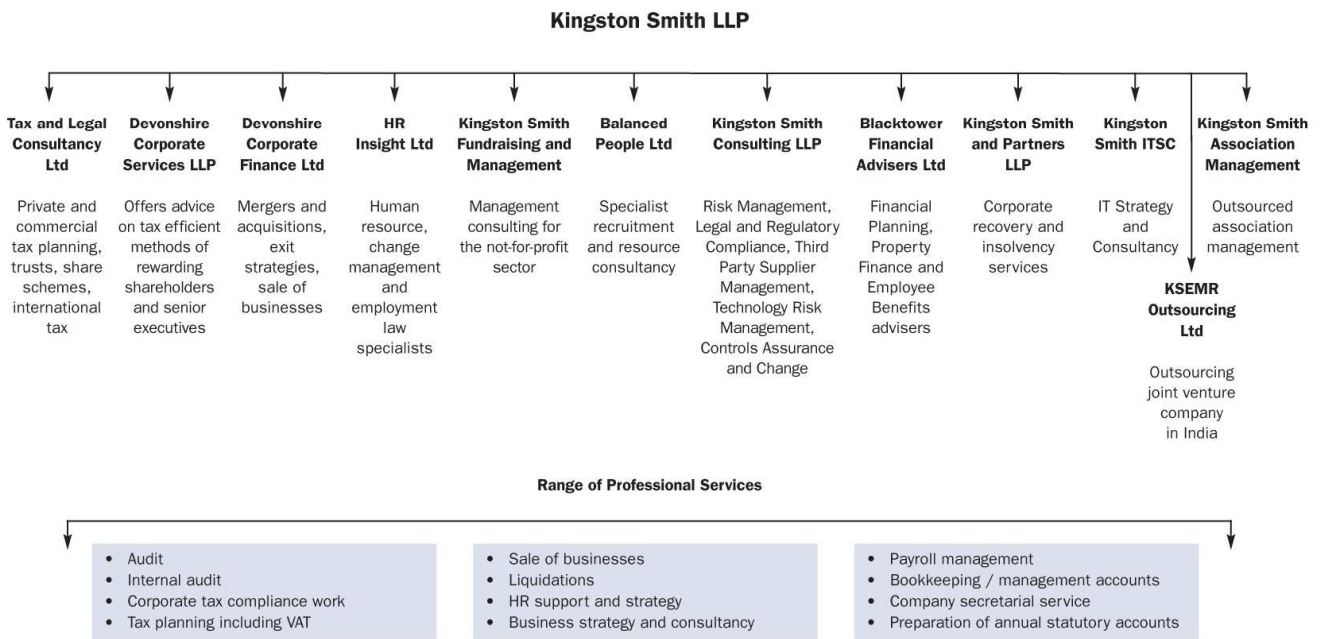 Kingston Smith LLP
Tax and Legal
Consultancy
Ltd
Private and
commercial
tax planning,
trusts, share
schemes,
international
tax
Devonshire
Corporate
Services LLP
Offers advice
on tax efficient
methods of
rewarding
shareholders
and senior
executives
Devonshire
Corporate
Finance Ltd
Mergers and
acquisitions,
exit
strategies,
sale of
businesses
HR
Insight Ltd
Human
resource,
change
management
and
employment
law
specialists
Kingston Smith
Fundraising and
Management
Management
consulting for
the not-for-profit
sector
Balanced
People Ltd
Specialist
recruitment
and resource
consultancy
Kingston Smith
Consulting LLP
Risk Management,
Legal and Regulatory
Compliance, Third
Party Supplier
Management,
Technology Risk
Management,
Controls Assurance
and Change
Blacktower
Financial
Advisers Ltd
Financial
Planning,
Property
Finance and
Employee
Benefits
advisers
Kingston Smith
and Partners
LLP
Corporate
recovery and
insolvency
services
Kingston
Smith ITSC
IT Strategy
and
Consultancy
KSEMR
Outsourcing
Ltd
Outsourcing
joint venture
company
in India
Kingston Smith
Association
Management
Outsourced
association
management
Range of Professional Services
• Audit
• Internal audit
• Corporate tax compliance work
• Tax planning including VAT
• Sale of businesses
• Liquidations
• HR support and strategy
• Business strategy and consultancy
• Payroll management
• Bookkeeping / management accounts
• Company secretarial service
• Preparation of annual statutory accounts